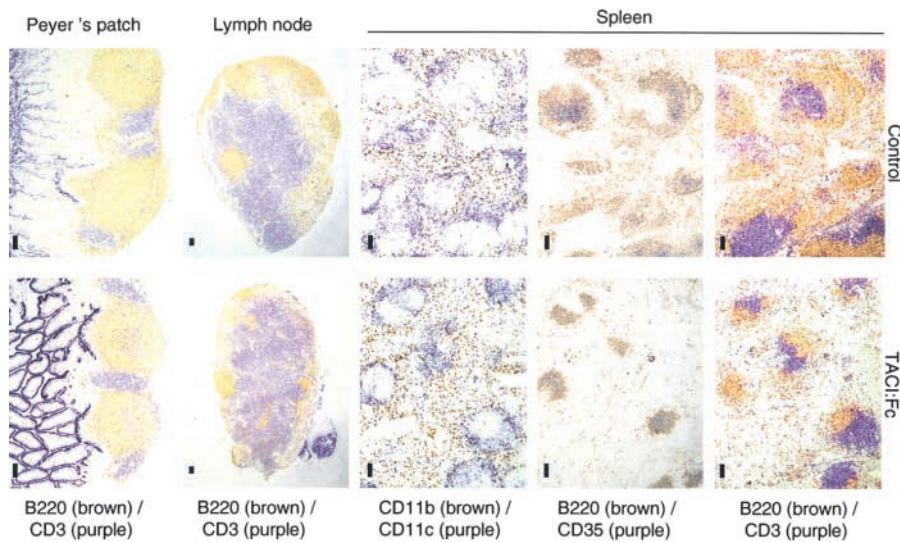 Peyer 's patch
Lymph node
Spleen
Control
TACI:Fc
B220 (brown) /
CD3 (purple)
B220 (brown) /
CD3 (purple)
CD11b (brown) /
CD11c (purple)
B220 (brown) /
CD35 (purple)
B220 (brown) /
CD3 (purple)